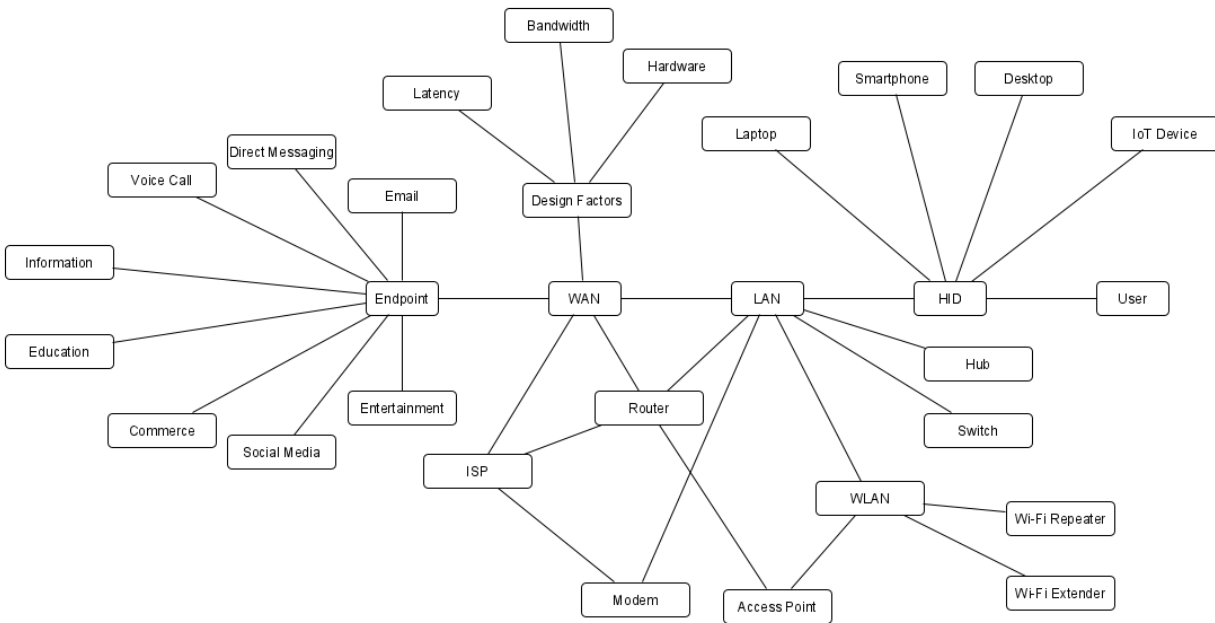 Bandwidth
Hardware
Smartphone
Desktop
Latency
Laptop
IoT Device
Direct Messaging
Voice Call
Email
Design Factors
Information
Endpoint
WAN
LAN
HID
User
Education
Hub
Commerce
Entertainment
Router
Switch
Social Media
ISP
WLAN
Wi-Fi Repeater
Modem
Access Point
Wi-Fi Extender